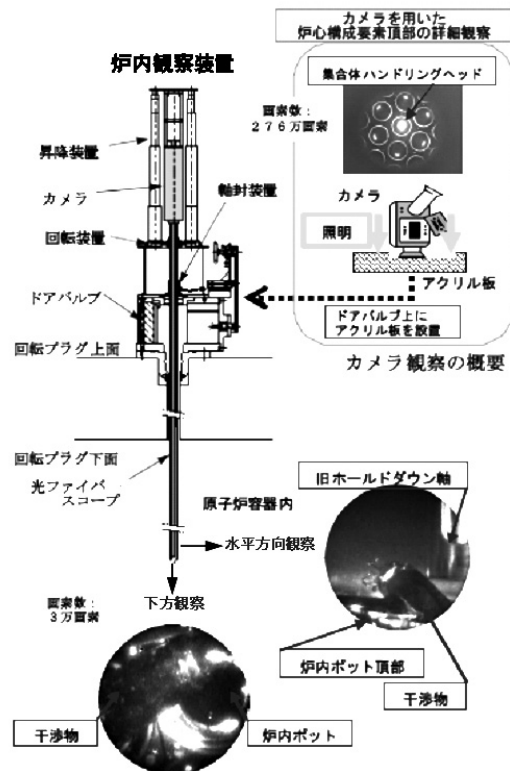 カメラを用いた
炉心構成要素頂部の詳細観察
炉内観察装置
集合体ハンドリングヘッド
画素数：
２７６万画素
昇降装置
カメラ
軸封装置
カメラ
照明
回転装置
アクリル板
ドアバルブ
ドアバルブ上に
アクリル板を設置
回転プラグ上面
カメラ観察の概要
回転プラグ下面
光ファイバ
スコープ
旧ホールドダウン軸
原子炉容器内
水平方向観察
画素数：
３万画素
下方観察
炉内ポット頂部
干渉物
干渉物
炉内ポット